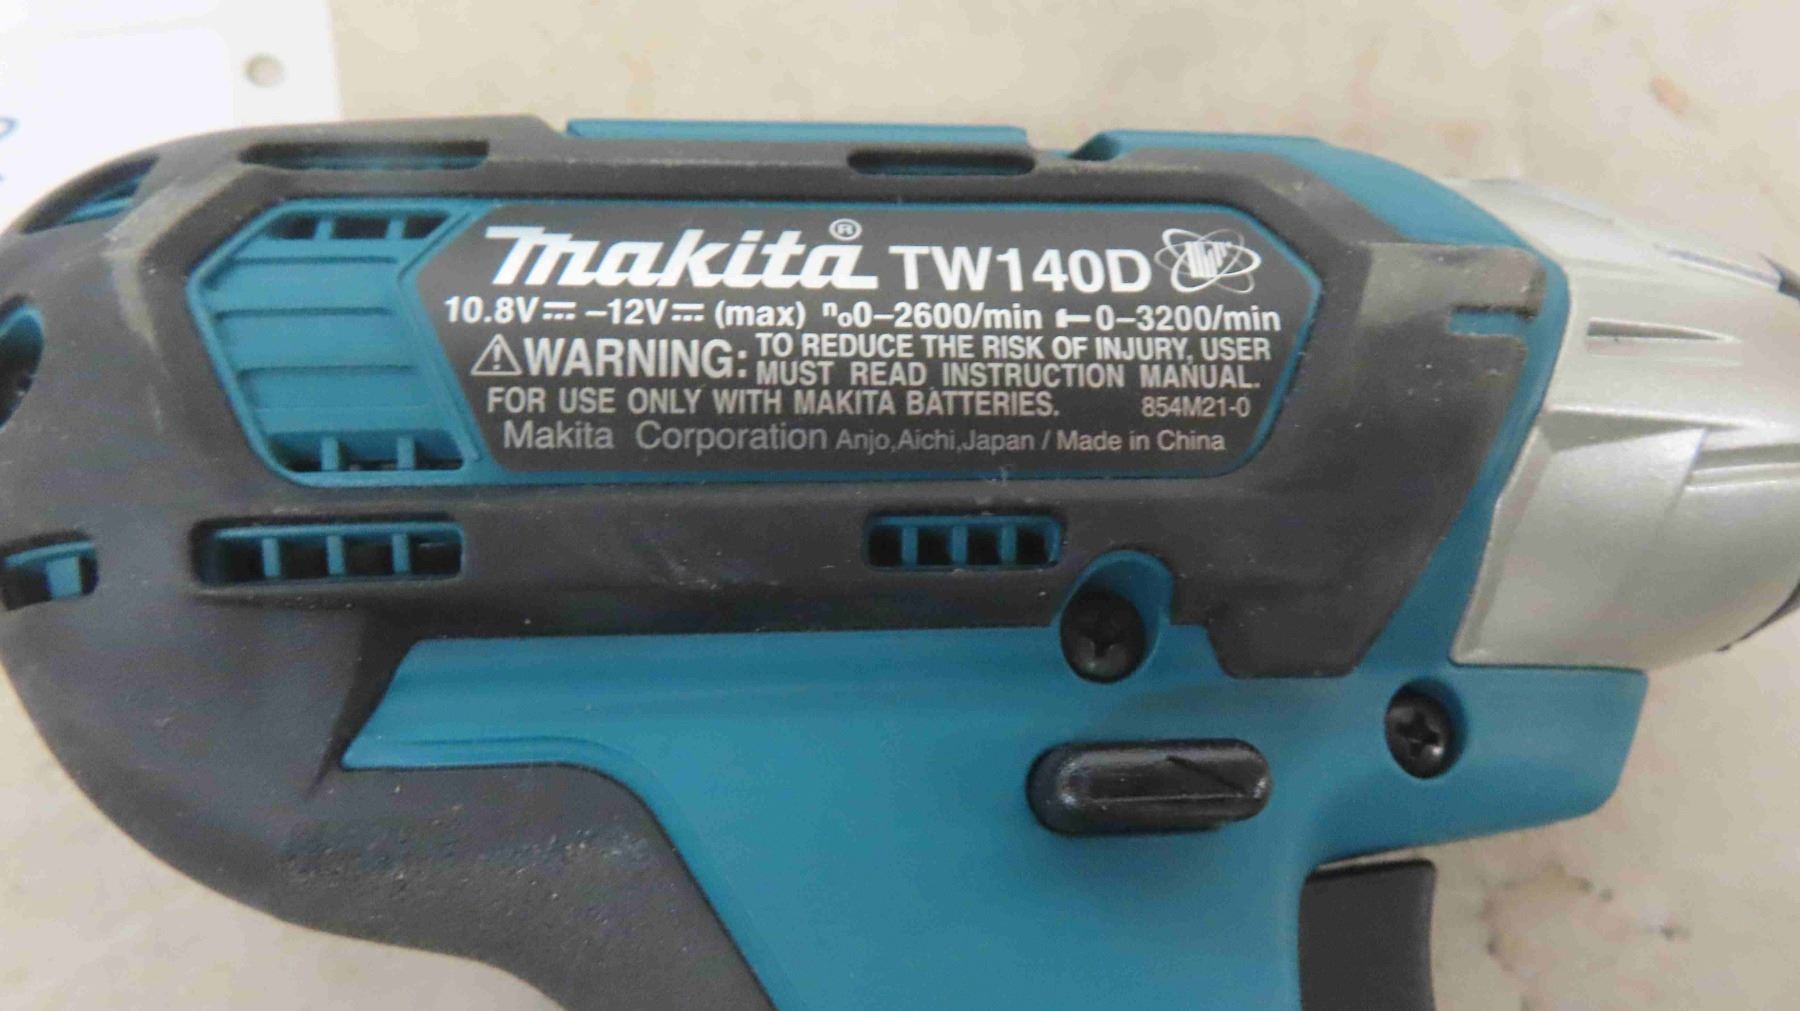 makita® TW140D
10.8V⎓ –12V⎓ (max) n₀0–2600/min 0–3200/min
⚠WARNING: TO REDUCE THE RISK OF INJURY, USER
MUST READ INSTRUCTION MANUAL.
FOR USE ONLY WITH MAKITA BATTERIES. 854M21-0
Makita Corporation Anjo,Aichi,Japan / Made in China